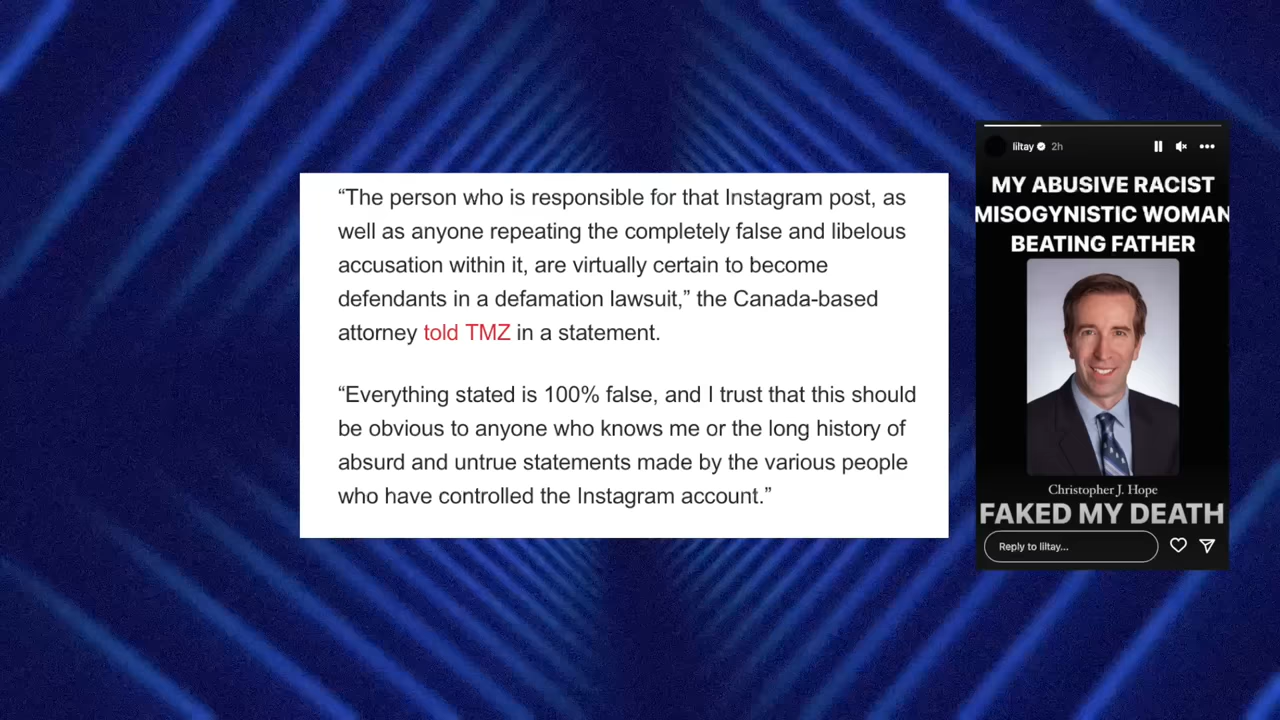 “The person who is responsible for that Instagram post, as
well as anyone repeating the completely false and libelous
accusation within it, are virtually certain to become
defendants in a defamation lawsuit,” the Canada-based
attorney told TMZ in a statement.
“Everything stated is 100% false, and I trust that this should
be obvious to anyone who knows me or the long history of
absurd and untrue statements made by the various people
who have controlled the Instagram account.”
liltay 2h
MY ABUSIVE RACIST
MISOGYNISTIC WOMAN
BEATING FATHER
Christopher J. Hope
FAKED MY DEATH
Reply to liltay...